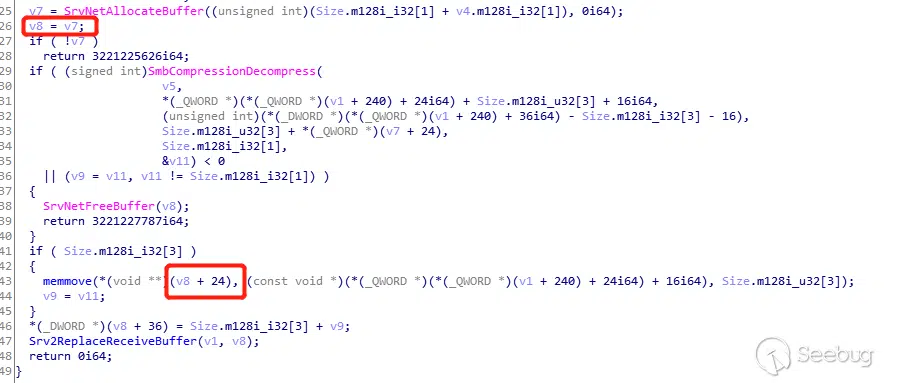 25 v7 = SrvNetAllocateBuffer((unsigned int)(Size.m128i_i32[1] + v4.m128i_i32[1]), 0i64);
26 v8 = v7;
27 if ( !v7 )
28 return 3221225626i64;
29 if ( (signed int)SmbCompressionDecompress(
30 v5,
31 *(_QWORD *)(*(_QWORD *)(v1 + 240) + 24i64) + Size.m128i_u32[3] + 16i64,
32 (unsigned int)(*(_DWORD *)(*(_QWORD *)(v1 + 240) + 36i64) - Size.m128i_i32[3] - 16),
33 Size.m128i_u32[3] + *(_QWORD *)(v7 + 24),
34 Size.m128i_i32[1],
35 &v11) < 0
36 || (v9 = v11, v11 != Size.m128i_i32[1]) )
37 {
38 SrvNetFreeBuffer(v8);
39 return 3221227787i64;
40 }
41 if ( Size.m128i_i32[3] )
42 {
43 memmove(*(void **)(v8 + 24), (const void *)(*(_QWORD *)(*(_QWORD *)(v1 + 240) + 24i64) + 16i64), Size.m128i_u32[3]);
44 v9 = v11;
45 }
46 *(_DWORD *)(v8 + 36) = Size.m128i_i32[3] + v9;
47 Srv2ReplaceReceiveBuffer(v1, v8);
48 return 0i64;
49 }
Seebug